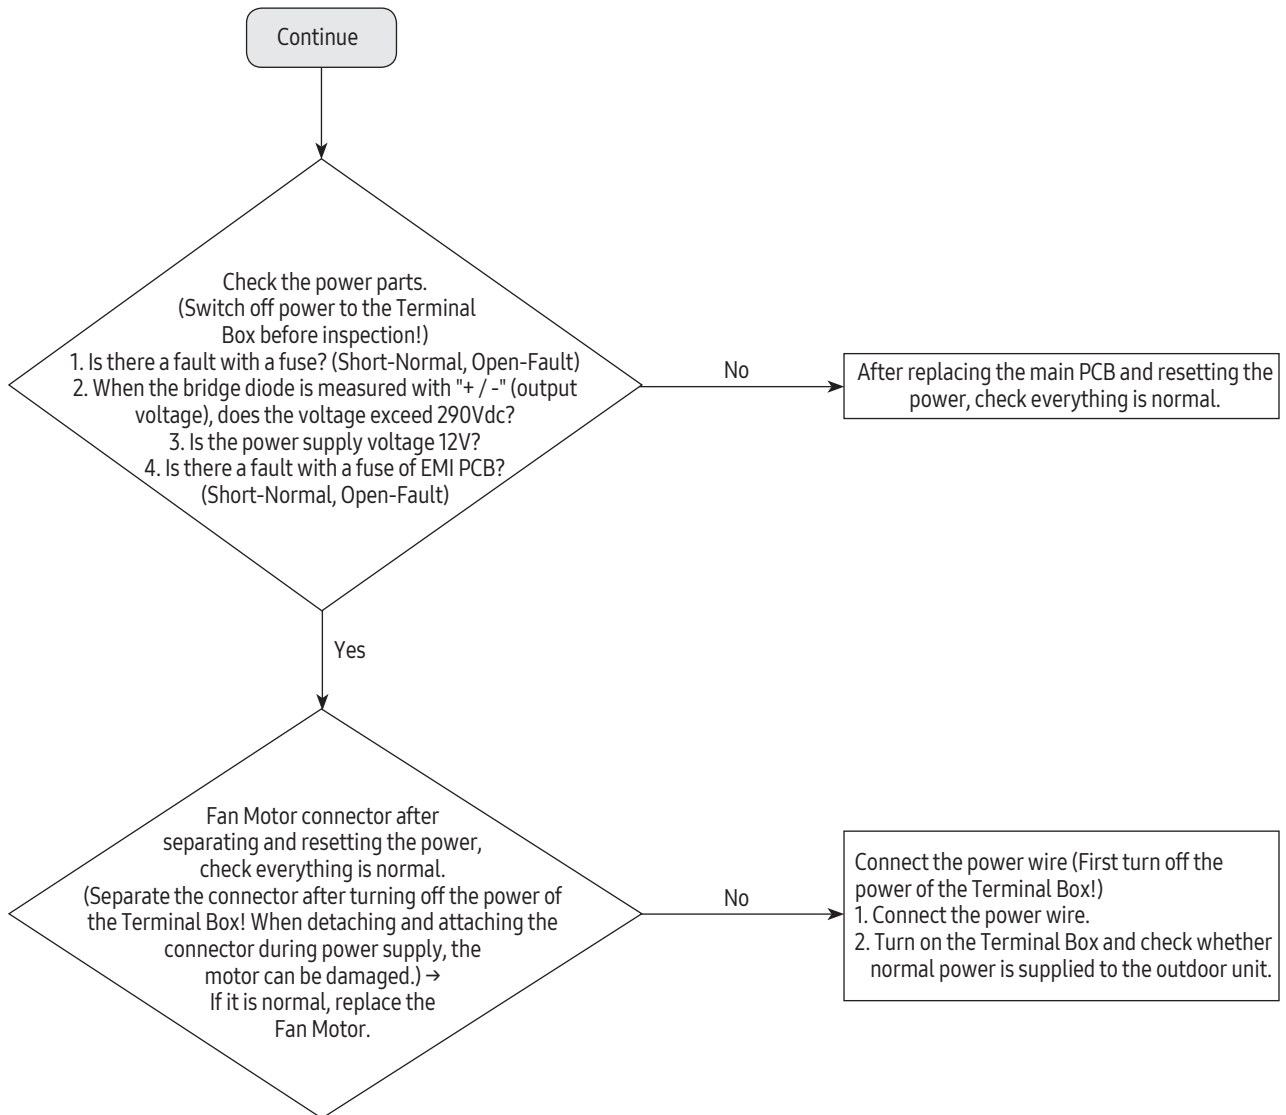 Continue
Check the power parts.
(Switch off power to the Terminal
Box before inspection!)
1. Is there a fault with a fuse? (Short-Normal, Open-Fault)
2. When the bridge diode is measured with "+ / -" (output
voltage), does the voltage exceed 290Vdc?
3. Is the power supply voltage 12V?
4. Is there a fault with a fuse of EMI PCB?
(Short-Normal, Open-Fault)
No
After replacing the main PCB and resetting the
power, check everything is normal.
Yes
Fan Motor connector after
separating and resetting the power,
check everything is normal.
(Separate the connector after turning off the power of
the Terminal Box! When detaching and attaching the
connector during power supply, the
motor can be damaged.) →
If it is normal, replace the
Fan Motor.
No
Connect the power wire (First turn off the
power of the Terminal Box!)
1. Connect the power wire.
2. Turn on the Terminal Box and check whether
normal power is supplied to the outdoor unit.